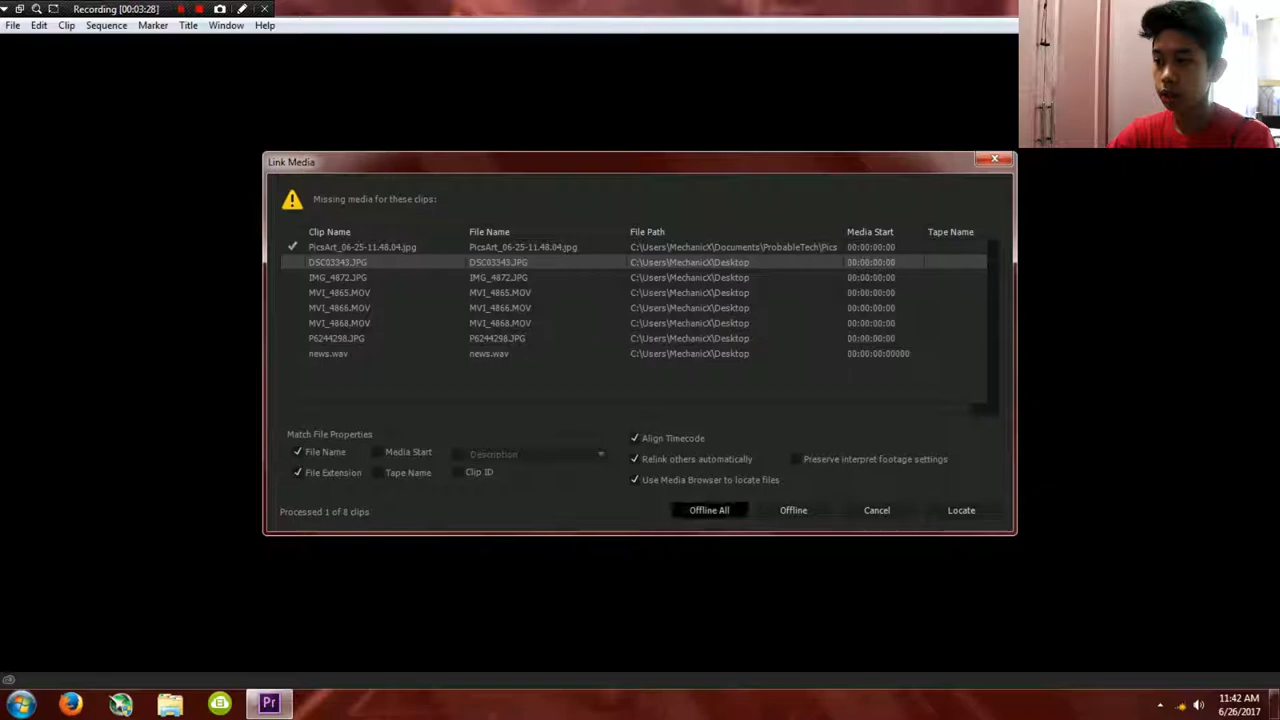 Recording [00:03:28]
File Edit Clip Sequence Marker Title Window Help
Link Media
Missing media for these clips:
Clip Name File Name File Path Media Start Tape Name
PicsArt_06-25-11.48.04.jpg PicsArt_06-25-11.48.04.jpg C:\Users\MechanicX\Documents\ProbableTech\Pics 00:00:00:00
DSC03343.JPG DSC03343.JPG C:\Users\MechanicX\Desktop 00:00:00:00
IMG_4872.JPG IMG_4872.JPG C:\Users\MechanicX\Desktop 00:00:00:00
MVI_4865.MOV MVI_4865.MOV C:\Users\MechanicX\Desktop 00:00:00:00
MVI_4866.MOV MVI_4866.MOV C:\Users\MechanicX\Desktop 00:00:00:00
MVI_4868.MOV MVI_4868.MOV C:\Users\MechanicX\Desktop 00:00:00:00
P6244298.JPG P6244298.JPG C:\Users\MechanicX\Desktop 00:00:00:00
news.wav news.wav C:\Users\MechanicX\Desktop 00:00:00:00000
Match File Properties
File Name Media Start Description
File Extension Tape Name Clip ID
Align Timecode
Relink others automatically Preserve interpret footage settings
Use Media Browser to locate files
Processed 1 of 8 clips Offline All Offline Cancel Locate
Pr
11:42 AM
6/26/2017